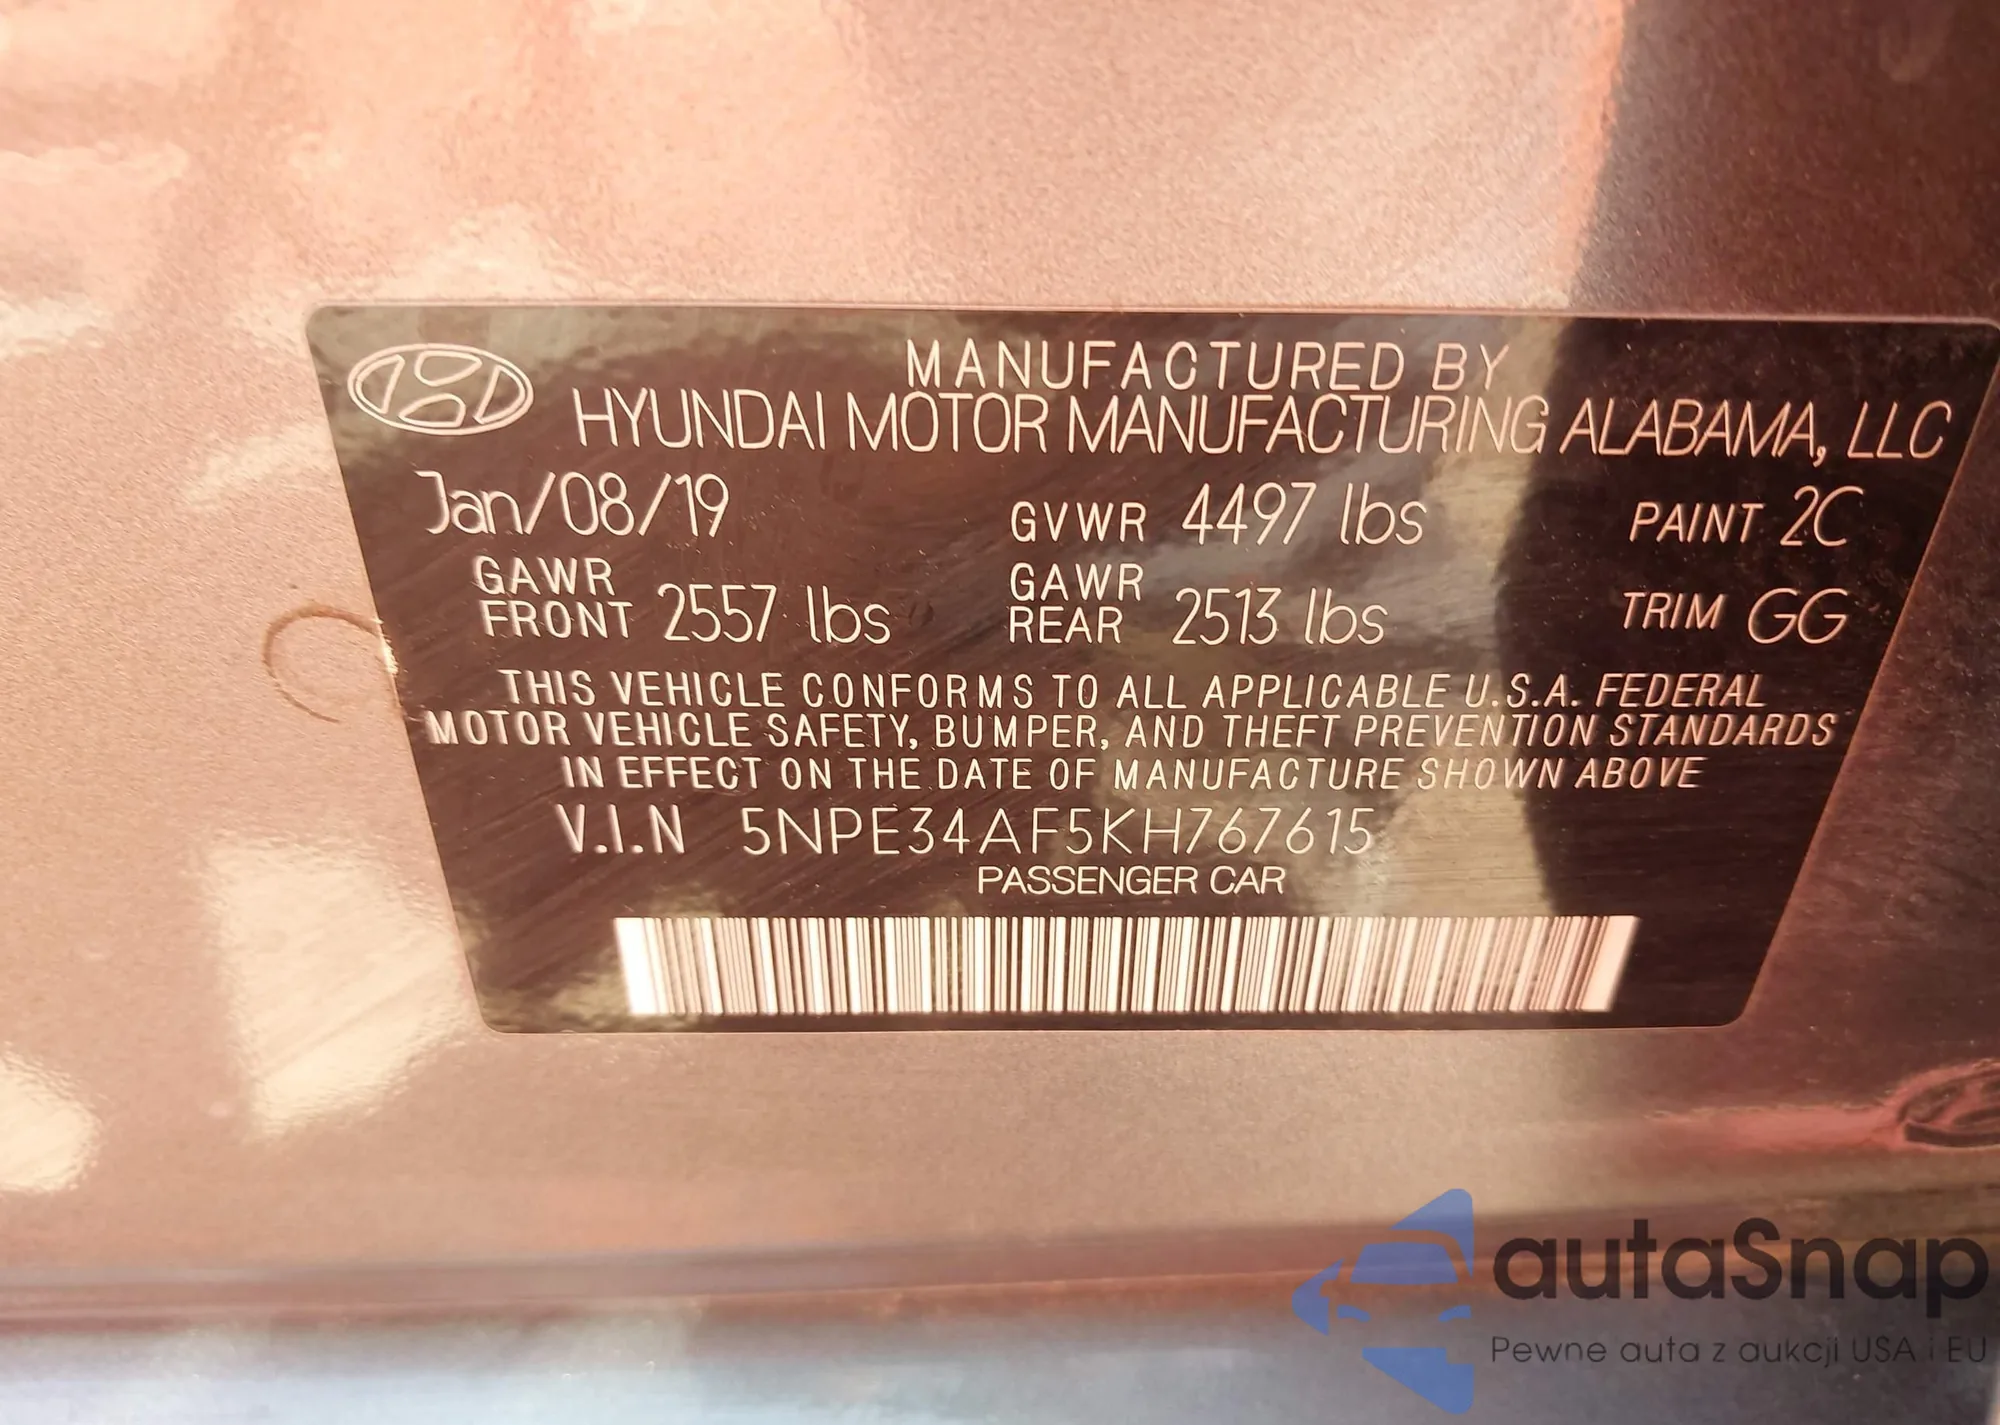 MANUFACTURED BY
HYUNDAI MOTOR MANUFACTURING ALABAMA, LLC
Jan/08/19 GVWR 4497 lbs PAINT 2C
GAWR FRONT 2557 lbs GAWR REAR 2513 lbs TRIM GG
THIS VEHICLE CONFORMS TO ALL APPLICABLE U.S.A. FEDERAL
MOTOR VEHICLE SAFETY, BUMPER, AND THEFT PREVENTION STANDARDS
IN EFFECT ON THE DATE OF MANUFACTURE SHOWN ABOVE
V.I.N 5NPE34AF5KH767615
PASSENGER CAR
autaSnap
Pewne auta z aukcji USA i EU